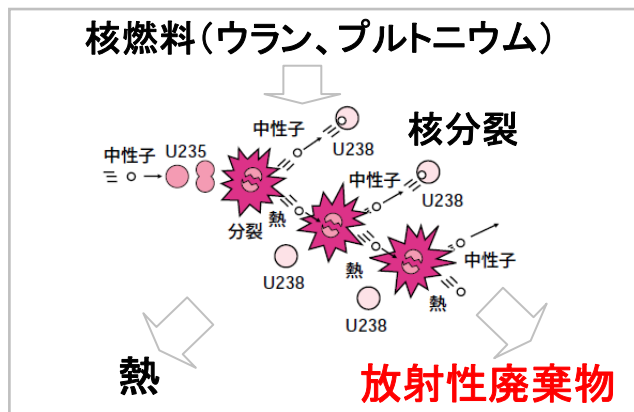 核燃料（ウラン、プルトニウム）
中性子
U235
中性子
U238
核分裂
分裂
熱
中性子
U238
U238
熱
中性子
U238
熱
熱
放射性廃棄物